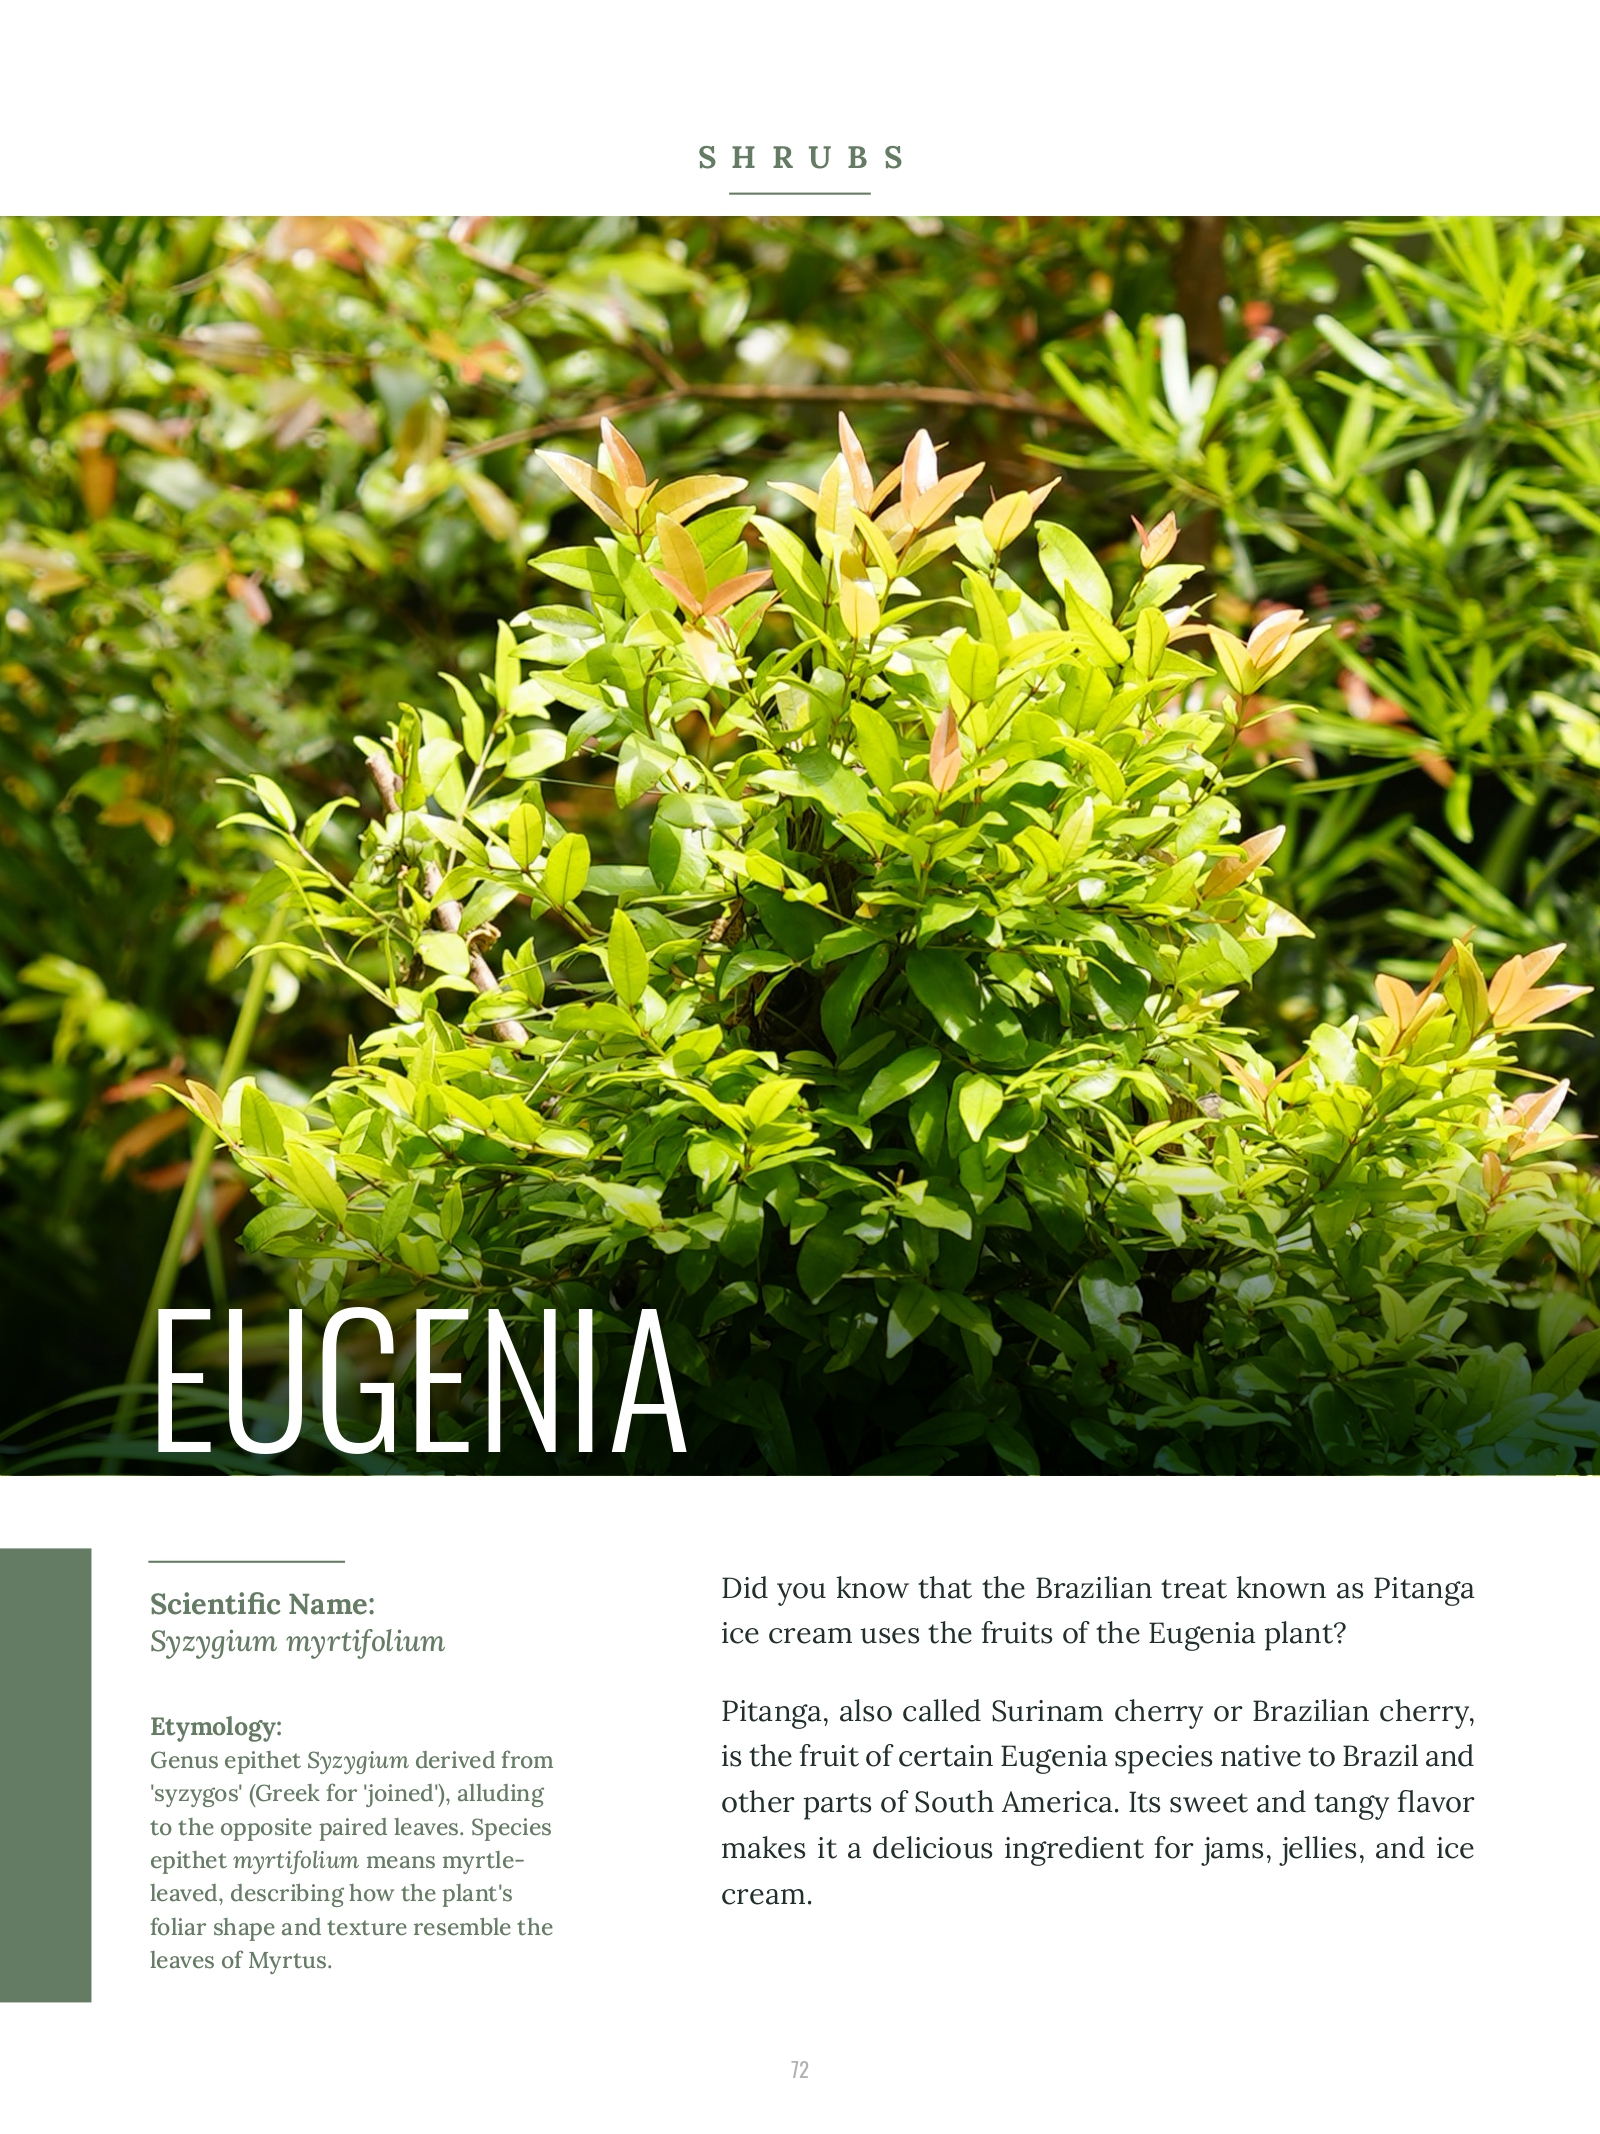 SHRUBS
EUGENIA
Scientific Name:
Syzygium myrtifolium
Etymology:
Genus epithet Syzygium derived from
'syzygos' (Greek for 'joined'), alluding
to the opposite paired leaves. Species
epithet myrtifolium means myrtle-
leaved, describing how the plant's
foliar shape and texture resemble the
leaves of Myrtus.
Did you know that the Brazilian treat known as Pitanga
ice cream uses the fruits of the Eugenia plant?
Pitanga, also called Surinam cherry or Brazilian cherry,
is the fruit of certain Eugenia species native to Brazil and
other parts of South America. Its sweet and tangy flavor
makes it a delicious ingredient for jams, jellies, and ice
cream.
72